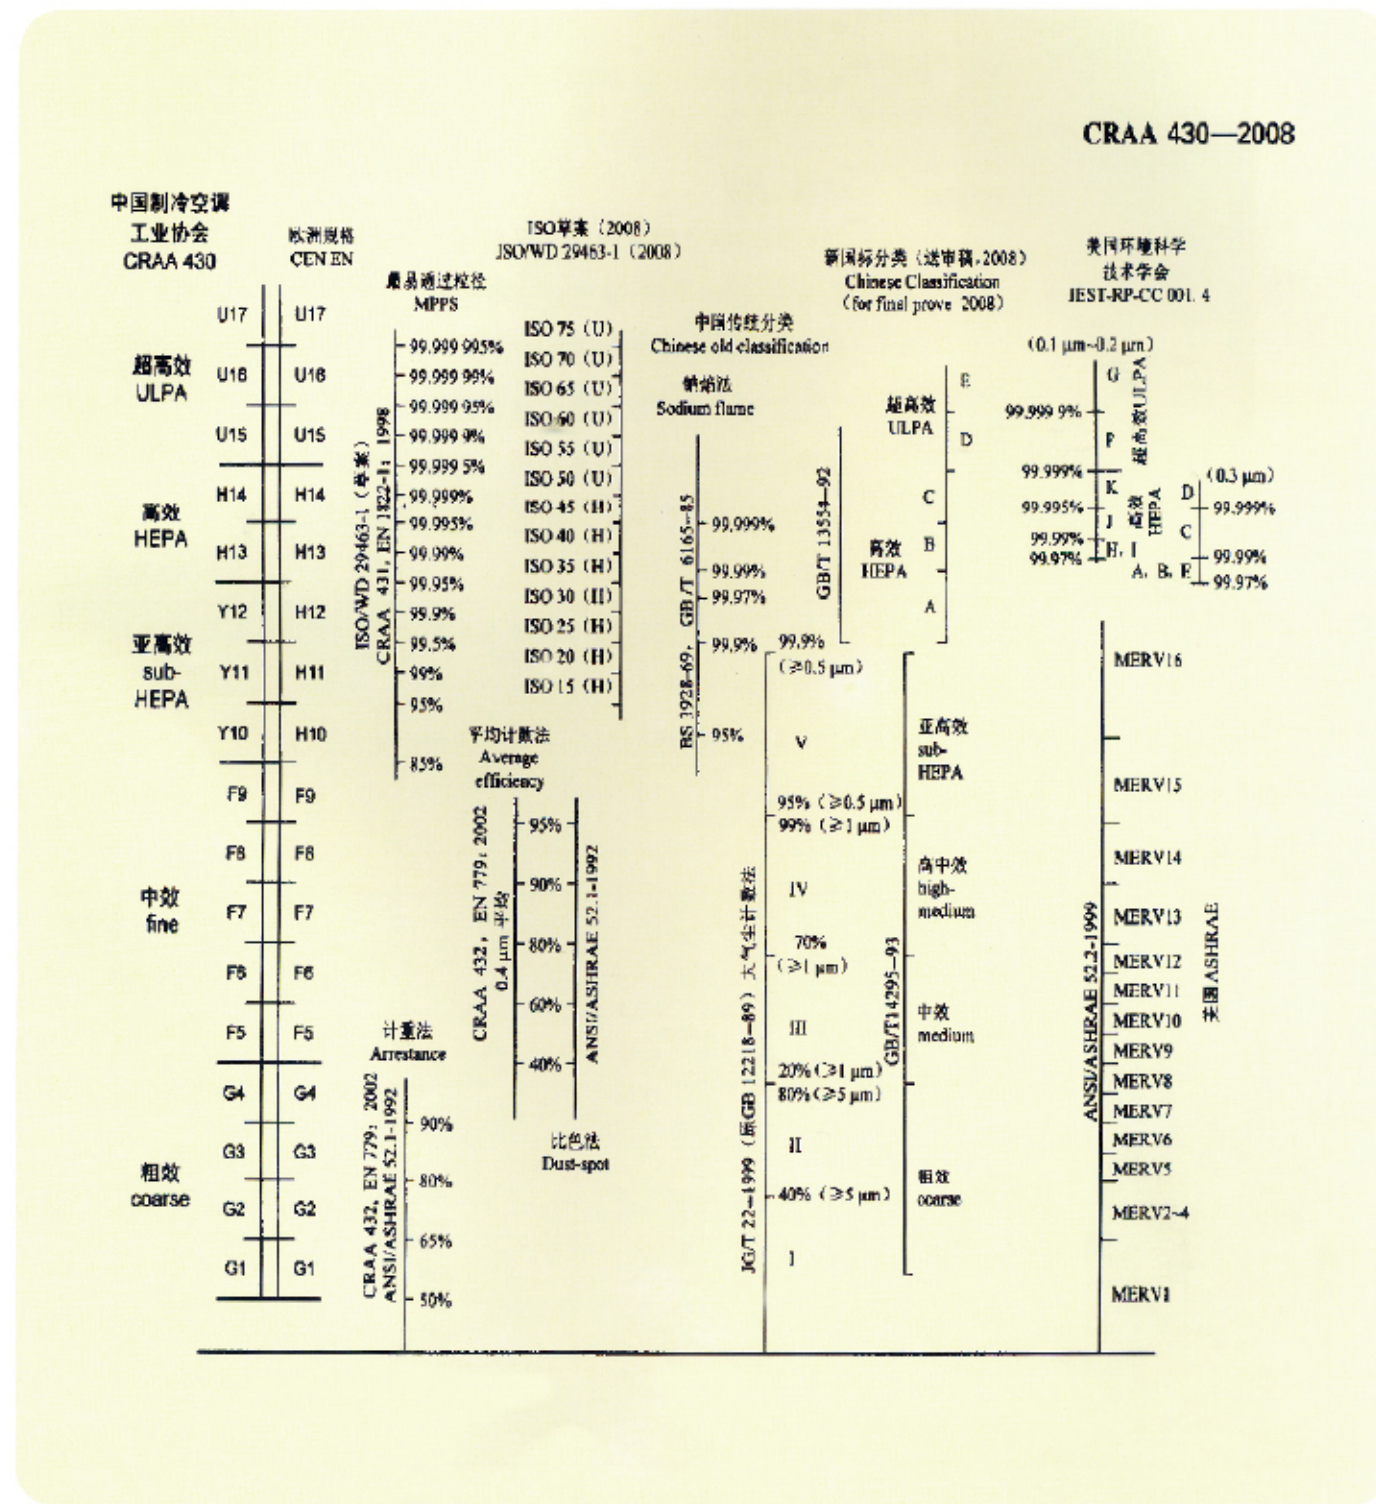 CRAA 430—2008
中国制冷空调
工业协会
CRAA 430
超高效
ULPA
高效
HEPA
亚高效
sub-
HEPA
中效
fine
粗效
coarse
U17
U16
U15
H14
H13
Y12
Y11
Y10
F9
F8
F7
F6
F5
G4
G3
G2
G1
欧洲规格
CEN EN
U17
U16
U15
H14
H13
H12
H11
H10
F9
F8
F7
F6
F5
G4
G3
G2
G1
最易透过粒径
MPPS
ISO/WD 29463-1（草案）
CRAA 431, EN 1822-1: 1998
99.999 995%
99.999 99%
99.999 95%
99.999 9%
99.999 5%
99.999%
99.995%
99.99%
99.95%
99.9%
99.5%
99%
95%
85%
ISO草案（2008）
ISO/WD 29463-1（2008）
ISO 75 (U)
ISO 70 (U)
ISO 65 (U)
ISO 60 (U)
ISO 55 (U)
ISO 50 (U)
ISO 45 (H)
ISO 40 (H)
ISO 35 (H)
ISO 30 (H)
ISO 25 (H)
ISO 20 (H)
ISO 15 (H)
平均计数法
Average
efficiency
CRAA 432, EN 779: 2002
0.4 μm 平均
95%
90%
80%
60%
40%
ANSI/ASHRAE 52.1-1992
比色法
Dust-spot
计重法
Arrestance
CRAA 432, EN 779: 2002
ANSI/ASHRAE 52.1-1992
90%
80%
65%
50%
中国传统分类
Chinese old classification
钠焰法
Sodium flame
BS 3928-69, GB/T 6165-85
99.999%
99.99%
99.97%
99.9%
95%
JG/T 22-1999（原GB 12218-89）大气尘计数法
99.9%
(≥0.5 μm)
V
95% (≥0.5 μm)
99% (≥1 μm)
IV
70%
(≥1 μm)
III
20% (≥1 μm)
80% (≥5 μm)
II
40% (≥5 μm)
I
新国标分类（送审稿,2008）
Chinese Classification
(for final prove 2008)
GB/T 13554-92
超高效
ULPA
E
D
高效
HEPA
C
B
A
GB/T14295-93
亚高效
sub-
HEPA
高中效
high-
medium
中效
medium
粗效
coarse
美国环境科学
技术学会
IEST-RP-CC 001. 4
(0.1 μm~0.2 μm)
99.999 9%
99.999%
99.995%
99.99%
99.97%
G
F
K
J
H, I
超高效ULPA
高效
HEPA
(0.3 μm)
D
C
A, B, E
99.999%
99.99%
99.97%
ANSI/ASHRAE 52.2-1999
MERV16
MERV15
MERV14
MERV13
MERV12
MERV11
MERV10
MERV9
MERV8
MERV7
MERV6
MERV5
MERV2~4
MERV1
美国ASHRAE